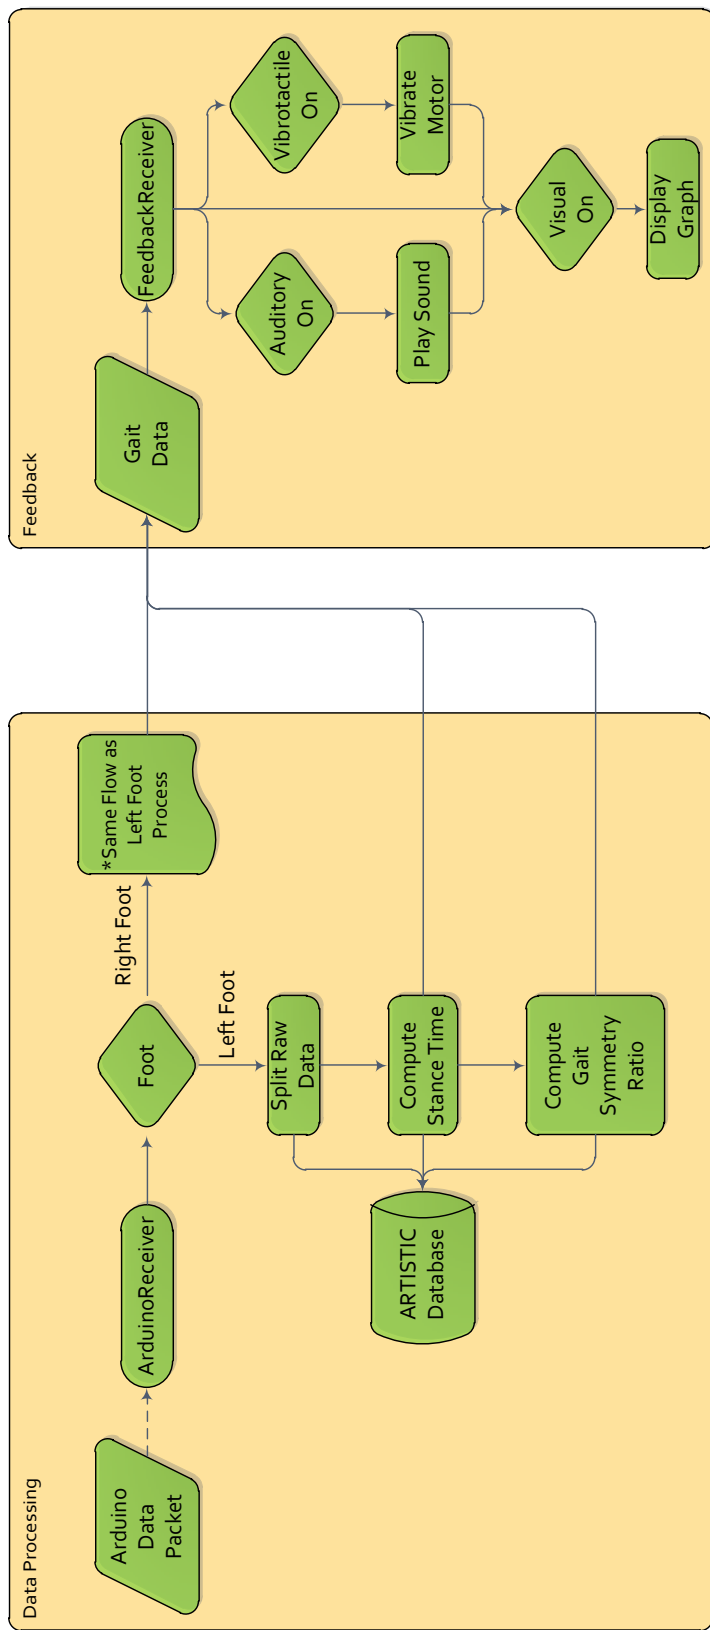 Data Processing
Arduino
Data
Packet
ArduinoReceiver
Foot
Right Foot
*Same Flow as
Left Foot
Process
Left Foot
Split Raw
Data
Compute
Stance Time
Compute
Gait
Symmetry
Ratio
ARTISTIC
Database
Feedback
Gait
Data
FeedbackReceiver
Auditory
On
Vibrotactile
On
Play Sound
Vibrate
Motor
Visual
On
Display
Graph